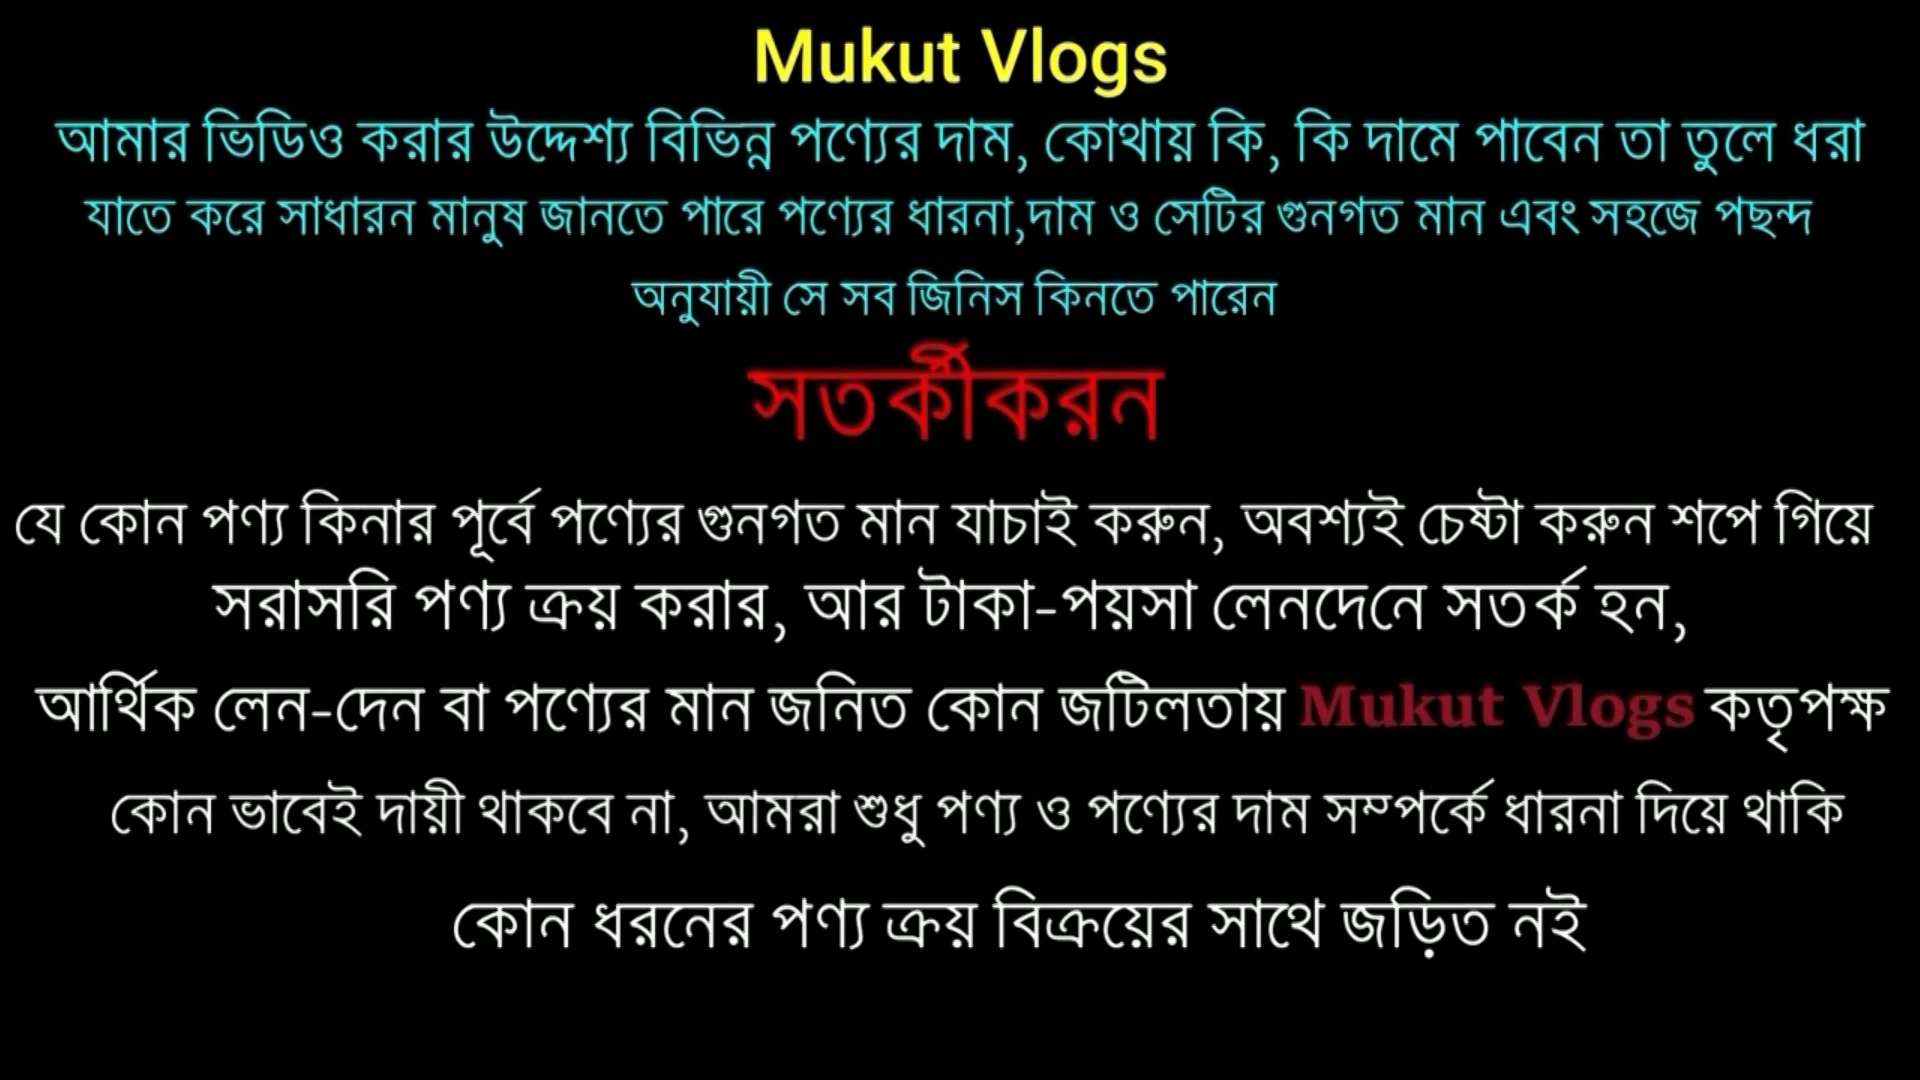 Mukut Vlogs
আমার ভিডিও করার উদ্দেশ্য বিভিন্ন পণ্যের দাম, কোথায় কি, কি দামে পাবেন তা তুলে ধরা
যাতে করে সাধারন মানুষ জানতে পারে পণ্যের ধারনা,দাম ও সেটির গুনগত মান এবং সহজে পছন্দ
অনুযায়ী সে সব জিনিস কিনতে পারেন
সতর্কীকরন
যে কোন পণ্য কিনার পূর্বে পণ্যের গুনগত মান যাচাই করুন, অবশ্যই চেষ্টা করুন শপে গিয়ে
সরাসরি পণ্য ক্রয় করার, আর টাকা-পয়সা লেনদেনে সতর্ক হন,
আর্থিক লেন-দেন বা পণ্যের মান জনিত কোন জটিলতায় Mukut Vlogs কতৃপক্ষ
কোন ভাবেই দায়ী থাকবে না, আমরা শুধু পণ্য ও পণ্যের দাম সম্পর্কে ধারনা দিয়ে থাকি
কোন ধরনের পণ্য ক্রয় বিক্রয়ের সাথে জড়িত নই